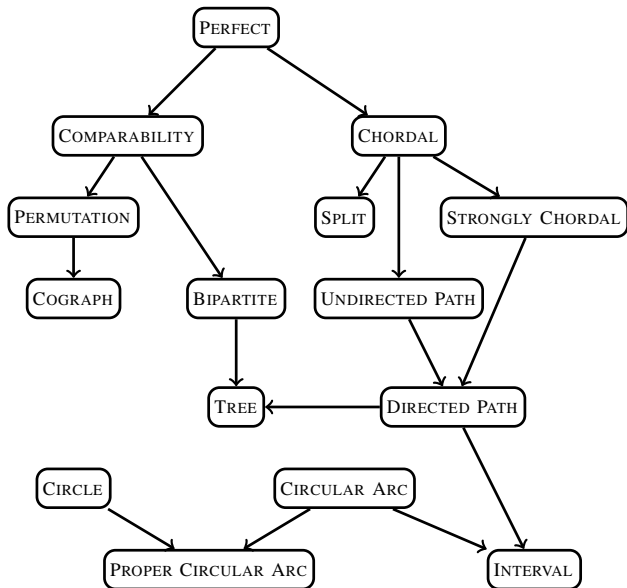 PERFECT
COMPARABILITY
CHORDAL
PERMUTATION
SPLIT
STRONGLY CHORDAL
COGRAPH
BIPARTITE
UNDIRECTED PATH
TREE
DIRECTED PATH
CIRCLE
CIRCULAR ARC
PROPER CIRCULAR ARC
INTERVAL